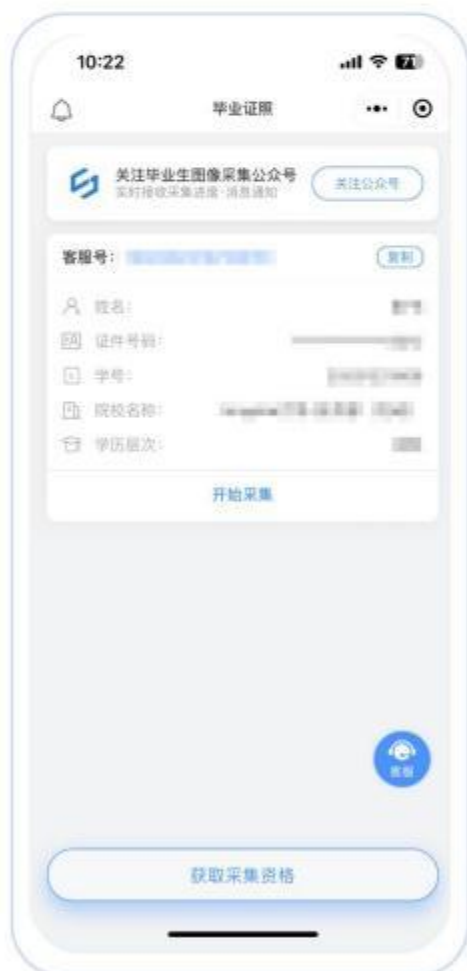 10:22
71
毕业证照
关注毕业生图像采集公众号
实时接收采集进度·消息通知
关注公众号
客服号:
复制
姓名:
证件号码:
学号:
院校名称:
学历层次:
开始采集
客服
获取采集资格